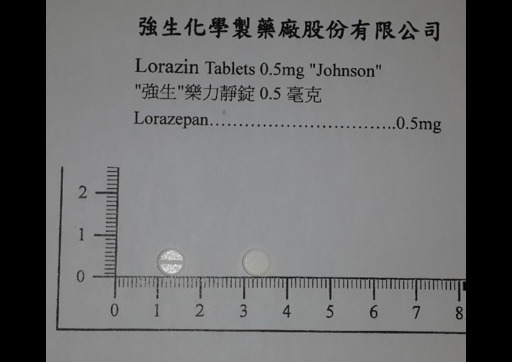 強生化學製藥廠股份有限公司
Lorazin Tablets 0.5mg "Johnson"
"強生"樂力靜錠 0.5 毫克
Lorazepan....................................0.5mg
2
1
0
0 1 2 3 4 5 6 7 8